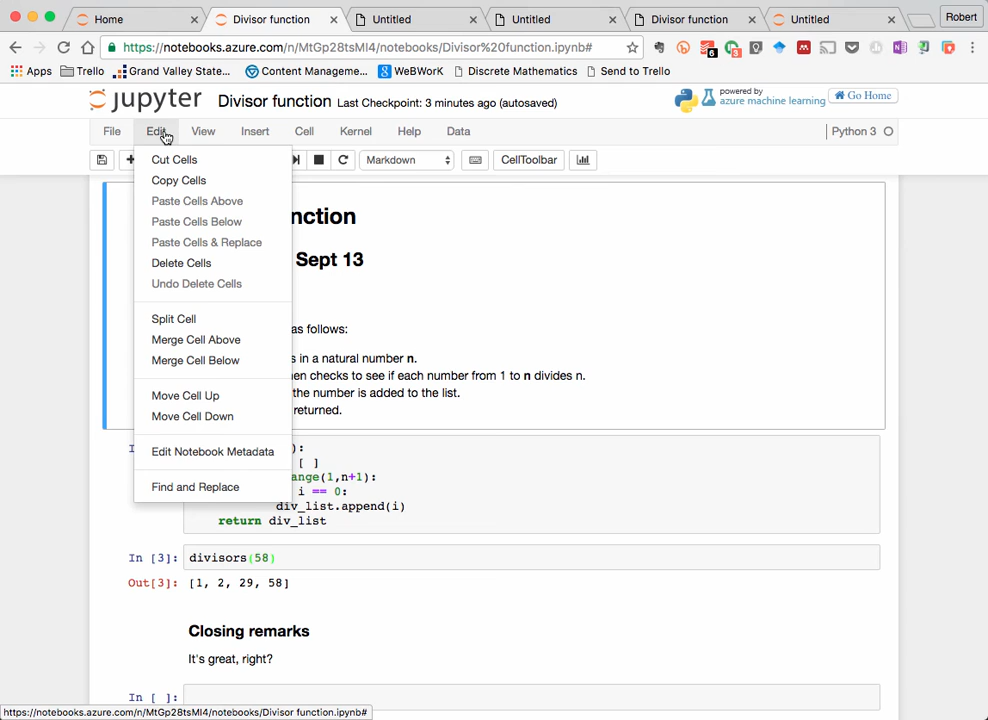 Home
Divisor function
Untitled
Untitled
Divisor function
Untitled
Robert
https://notebooks.azure.com/n/MtGp28tsMI4/notebooks/Divisor%20function.ipynb#
6
3
Apps
Trello
Grand Valley State...
Content Manageme...
WeBWorK
Discrete Mathematics
Send to Trello
jupyter Divisor function Last Checkpoint: 3 minutes ago (autosaved)
powered by
azure machine learning
Go Home
File Edit View Insert Cell Kernel Help Data
Python 3
Markdown
CellToolbar
Cut Cells
Copy Cells
Paste Cells Above
Paste Cells Below
Paste Cells & Replace
Delete Cells
Undo Delete Cells
Split Cell
Merge Cell Above
Merge Cell Below
Move Cell Up
Move Cell Down
Edit Notebook Metadata
Find and Replace
nction
Sept 13
as follows:
s in a natural number n.
en checks to see if each number from 1 to n divides n.
the number is added to the list.
returned.
):
[ ]
ange(1,n+1):
i == 0:
div_list.append(i)
return div_list
In [3]: divisors(58)
Out[3]: [1, 2, 29, 58]
Closing remarks
It's great, right?
In [ ]:
https://notebooks.azure.com/n/MtGp28tsMI4/notebooks/Divisor function.ipynb#